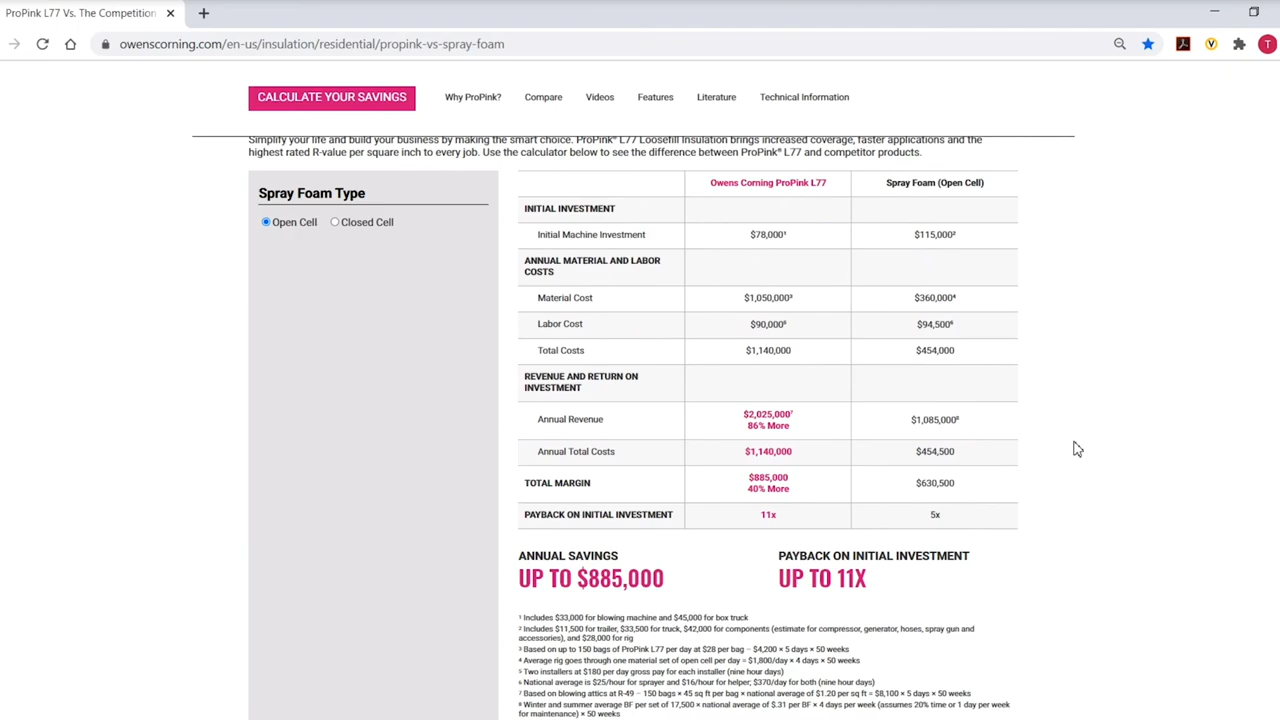 ProPink L77 Vs. The Competition
owenscorning.com/en-us/insulation/residential/propink-vs-spray-foam
T
CALCULATE YOUR SAVINGS Why ProPink? Compare Videos Features Literature Technical Information
Simplify your life and build your business by making the smart choice. ProPink® L77 Loosefill Insulation brings increased coverage, faster applications and the
highest rated R-value per square inch to every job. Use the calculator below to see the difference between ProPink® L77 and competitor products.
Spray Foam Type
Open Cell Closed Cell
Owens Corning ProPink L77 Spray Foam (Open Cell)
INITIAL INVESTMENT
Initial Machine Investment $78,000¹ $115,000²
ANNUAL MATERIAL AND LABOR
COSTS
Material Cost $1,050,000³ $360,000⁴
Labor Cost $90,000⁵ $94,500⁶
Total Costs $1,140,000 $454,000
REVENUE AND RETURN ON
INVESTMENT
Annual Revenue $2,025,000⁷ $1,085,000⁸
86% More
Annual Total Costs $1,140,000 $454,500
TOTAL MARGIN $885,000 $630,500
40% More
PAYBACK ON INITIAL INVESTMENT 11x 5x
ANNUAL SAVINGS PAYBACK ON INITIAL INVESTMENT
UP TO $885,000 UP TO 11X
¹ Includes $33,000 for blowing machine and $45,000 for box truck
² Includes $11,500 for trailer, $33,500 for truck, $42,000 for components (estimate for compressor, generator, hoses, spray gun and
accessories), and $28,000 for rig
³ Based on up to 150 bags of ProPink L77 per day at $28 per bag – $4,200 × 5 days × 50 weeks
⁴ Average rig goes through one material set of open cell per day = $1,800/day × 4 days × 50 weeks
⁵ Two installers at $180 per day gross pay for each installer (nine hour days)
⁶ National average is $25/hour for sprayer and $16/hour for helper; $370/day for both (nine hour days)
⁷ Based on blowing attics at R-49 – 150 bags × 45 sq ft per bag × national average of $1.20 per sq ft = $8,100 × 5 days × 50 weeks
⁸ Winter and summer average BF per set of 17,500 × national average of $.31 per BF × 4 days per week (assumes 20% time or 1 day per week
for maintenance) × 50 weeks